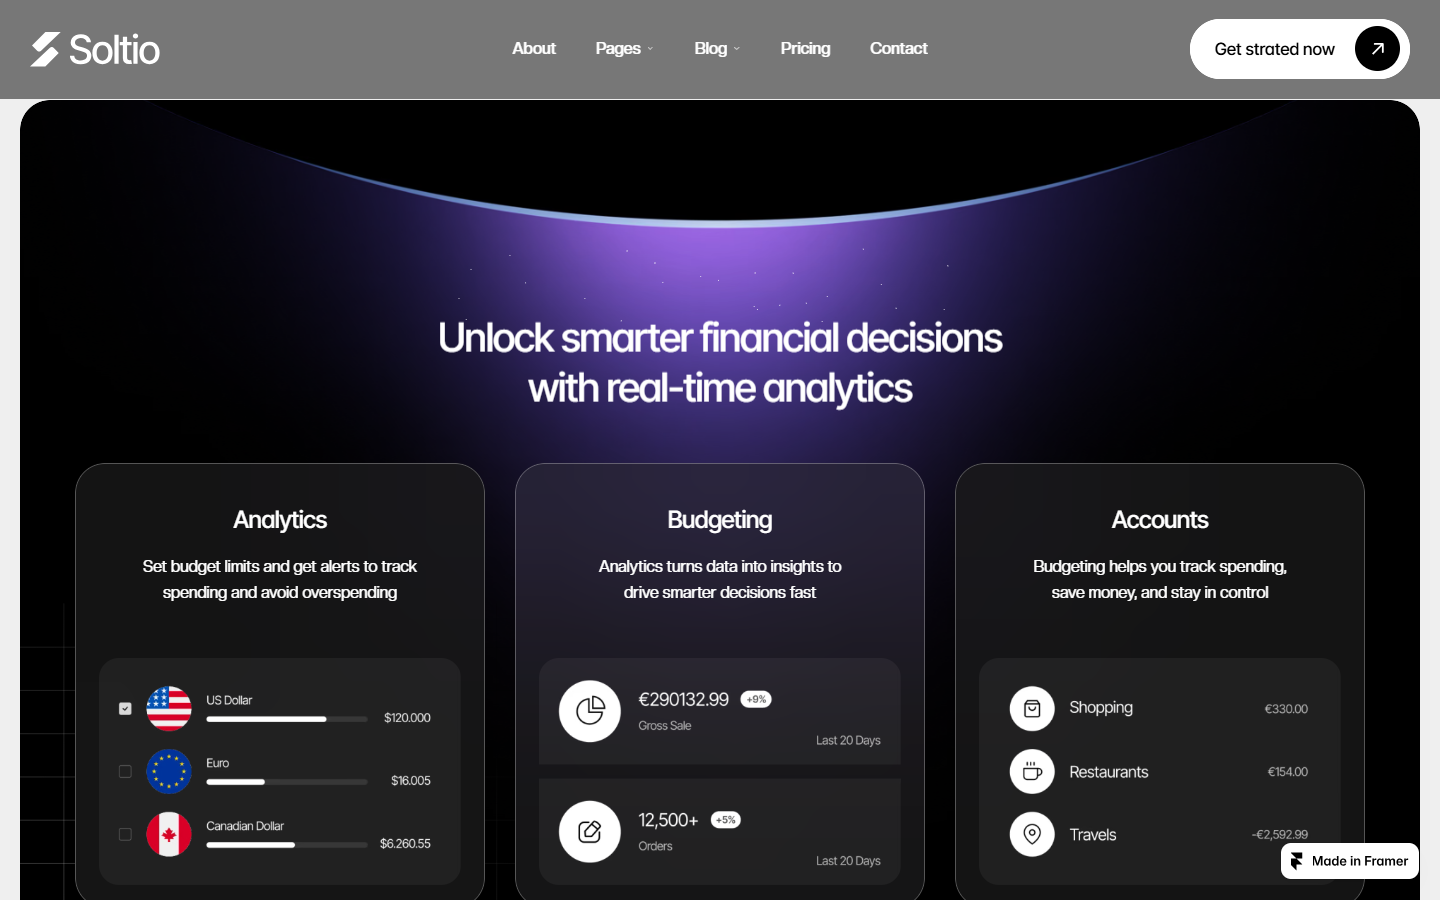 Soltio
About
Pages
Blog
Pricing
Contact
Get strated now
Unlock smarter financial decisions
with real-time analytics
Analytics
Set budget limits and get alerts to track
spending and avoid overspending
US Dollar
$120.000
Euro
$16.005
Canadian Dollar
$6.260.55
Budgeting
Analytics turns data into insights to
drive smarter decisions fast
€290132.99 +9%
Gross Sale
Last 20 Days
12,500+ +5%
Orders
Last 20 Days
Accounts
Budgeting helps you track spending,
save money, and stay in control
Shopping
€330.00
Restaurants
€154.00
Travels
-€2,592.99
Made in Framer